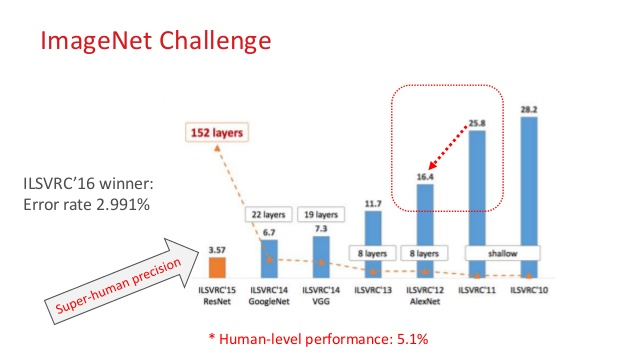 ImageNet Challenge
28.2
25.8
152 layers
16.4
ILSVRC’16 winner:
Error rate 2.991%
11.7
22 layers
19 layers
6.7
7.3
3.57
8 layers
8 layers
shallow
Super-human precision
ILSVRC'15
ResNet
ILSVRC'14
GoogleNet
ILSVRC'14
VGG
ILSVRC'13
ILSVRC'12
AlexNet
ILSVRC'11
ILSVRC'10
* Human-level performance: 5.1%